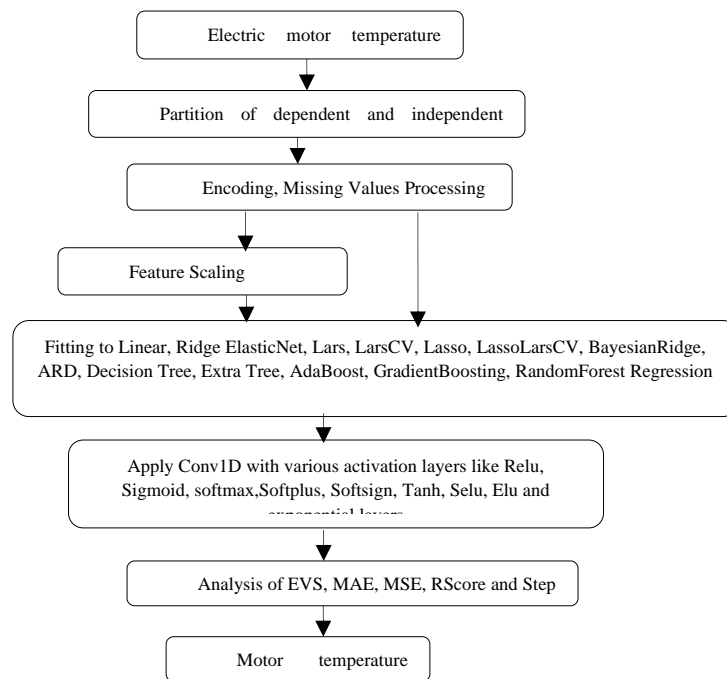 Electric motor temperature
Partition of dependent and independent
Encoding, Missing Values Processing
Feature Scaling
Fitting to Linear, Ridge ElasticNet, Lars, LarsCV, Lasso, LassoLarsCV, BayesianRidge,
ARD, Decision Tree, Extra Tree, AdaBoost, GradientBoosting, RandomForest Regression
Apply Conv1D with various activation layers like Relu,
Sigmoid, softmax,Softplus, Softsign, Tanh, Selu, Elu and
exponential layers
Analysis of EVS, MAE, MSE, RScore and Step
Motor temperature